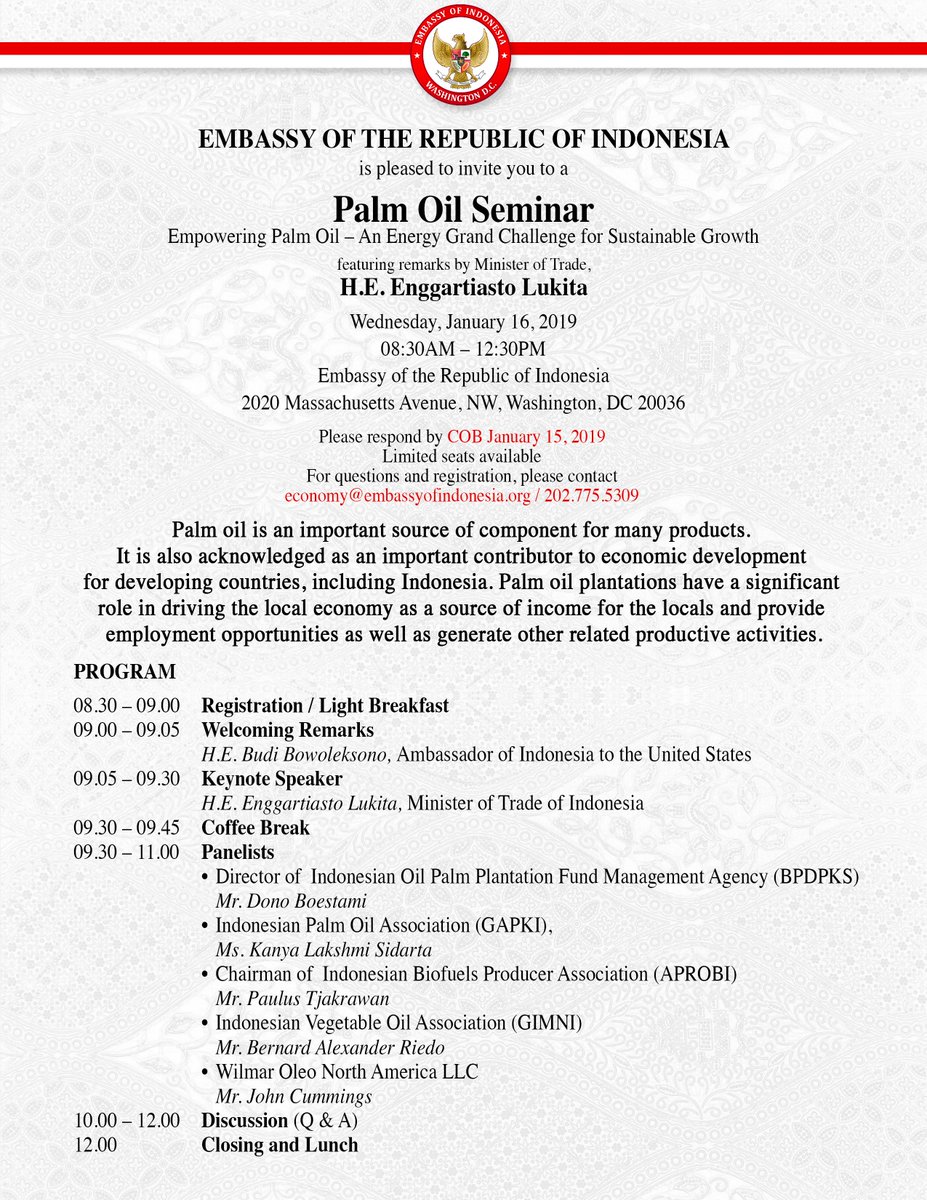 EMBASSY OF INDONESIA
WASHINGTON D.C.
EMBASSY OF THE REPUBLIC OF INDONESIA
is pleased to invite you to a
Palm Oil Seminar
Empowering Palm Oil – An Energy Grand Challenge for Sustainable Growth
featuring remarks by Minister of Trade,
H.E. Enggartiasto Lukita
Wednesday, January 16, 2019
08:30AM – 12:30PM
Embassy of the Republic of Indonesia
2020 Massachusetts Avenue, NW, Washington, DC 20036
Please respond by COB January 15, 2019
Limited seats available
For questions and registration, please contact
economy@embassyofindonesia.org / 202.775.5309
Palm oil is an important source of component for many products.
It is also acknowledged as an important contributor to economic development
for developing countries, including Indonesia. Palm oil plantations have a significant
role in driving the local economy as a source of income for the locals and provide
employment opportunities as well as generate other related productive activities.
PROGRAM
08.30 – 09.00 Registration / Light Breakfast
09.00 – 09.05 Welcoming Remarks
H.E. Budi Bowoleksono, Ambassador of Indonesia to the United States
09.05 – 09.30 Keynote Speaker
H.E. Enggartiasto Lukita, Minister of Trade of Indonesia
09.30 – 09.45 Coffee Break
09.30 – 11.00 Panelists
• Director of Indonesian Oil Palm Plantation Fund Management Agency (BPDPKS)
Mr. Dono Boestami
• Indonesian Palm Oil Association (GAPKI),
Ms. Kanya Lakshmi Sidarta
• Chairman of Indonesian Biofuels Producer Association (APROBI)
Mr. Paulus Tjakrawan
• Indonesian Vegetable Oil Association (GIMNI)
Mr. Bernard Alexander Riedo
• Wilmar Oleo North America LLC
Mr. John Cummings
10.00 – 12.00 Discussion (Q & A)
12.00 Closing and Lunch